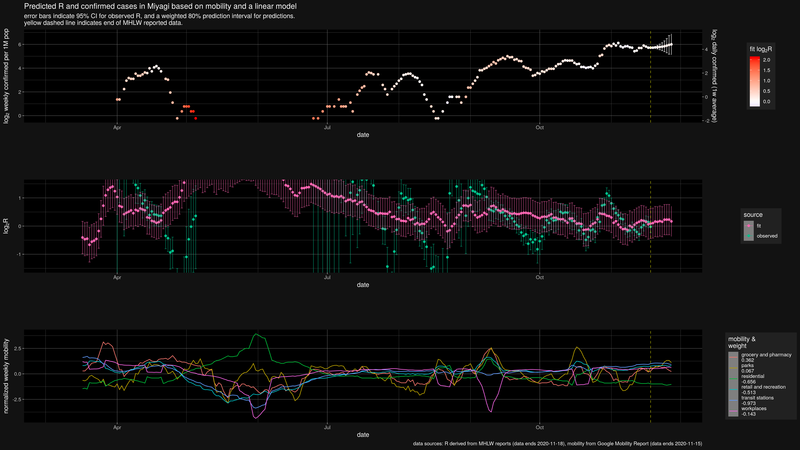 Predicted R and confirmed cases in Miyagi based on mobility and a linear model
error bars indicate 95% CI for observed R, and a weighted 80% prediction interval for predictions.
yellow dashed line indicates end of MHLW reported data.
log₂ weekly confirmed per 1M pop
6
4
2
0
4
2
0
-2
log₂ daily confirmed (1w average)
Apr
Jul
Oct
date
fit log₂R
2.0
1.5
1.0
0.5
0.0
log₂R
1
0
-1
Apr
Jul
Oct
date
source
fit
observed
normalised weekly mobility
2.5
0.0
-2.5
Apr
Jul
Oct
date
mobility &
weight
grocery and pharmacy
0.362
parks
0.067
residential
-0.656
retail and recreation
-0.513
transit stations
-0.973
workplaces
-0.143
data sources: R derived from MHLW reports (data ends 2020-11-18), mobility from Google Mobility Report (data ends 2020-11-15)